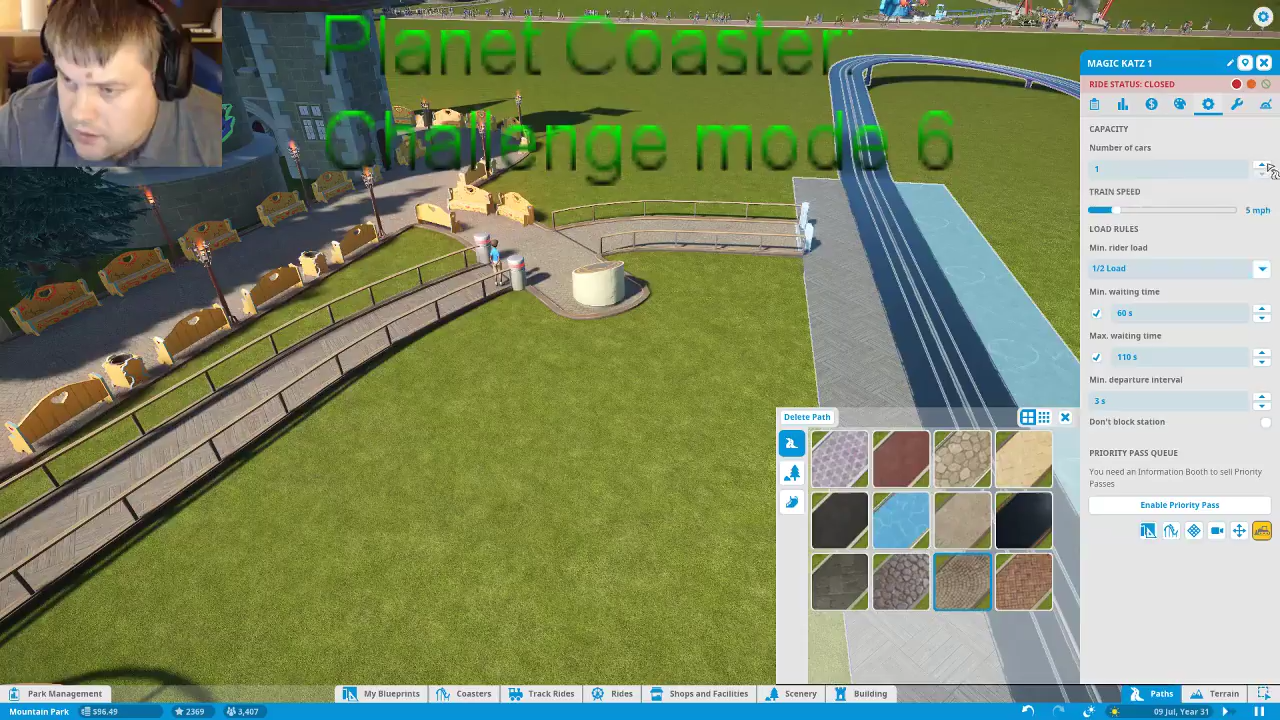 Planet Coaster:
Challenge mode 6
MAGIC KATZ 1
RIDE STATUS: CLOSED
CAPACITY
Number of cars
1
TRAIN SPEED
5 mph
LOAD RULES
Min. rider load
1/2 Load
Min. waiting time
60 s
Max. waiting time
110 s
Min. departure interval
3 s
Don't block station
PRIORITY PASS QUEUE
You need an Information Booth to sell Priority
Passes
Enable Priority Pass
Delete Path
Park Management
My Blueprints
Coasters
Track Rides
Rides
Shops and Facilities
Scenery
Building
Paths
Terrain
Mountain Park
$96.49
2369
3,407
09 Jul, Year 31